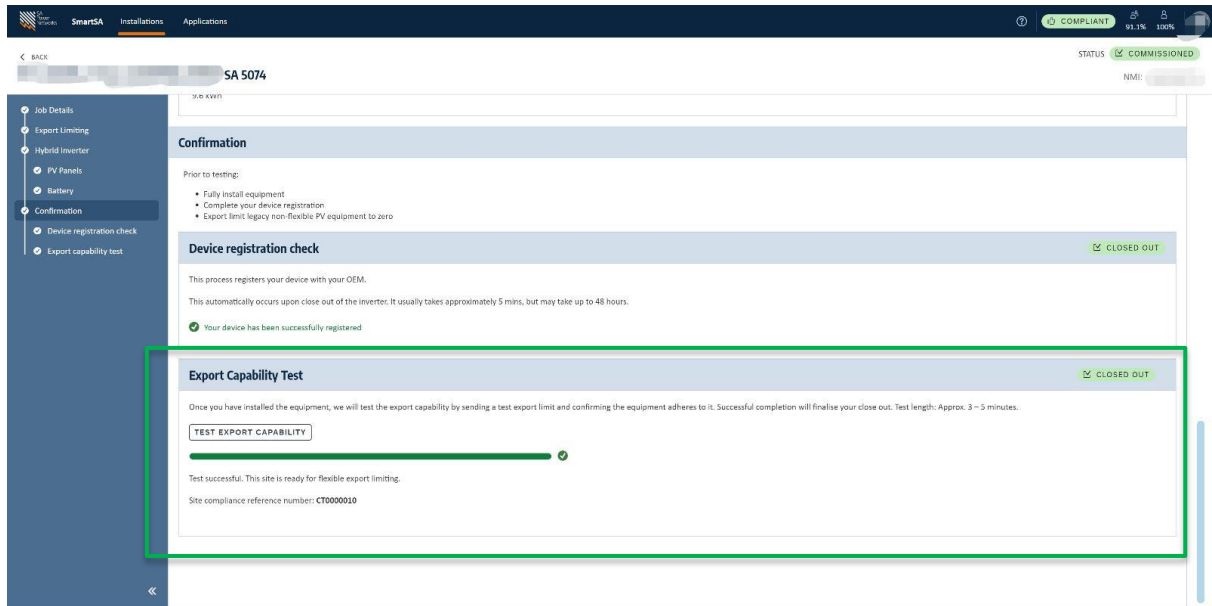 SmartSA Installations Applications
COMPLIANT 91.1% 100%
BACK
STATUS COMMISSIONED
SA 5074
NMI:
Job Details
Export Limiting
Hybrid Inverter
PV Panels
Battery
Confirmation
Device registration check
Export capability test
9.6 kWh
Confirmation
Prior to testing:
• Fully install equipment
• Complete your device registration
• Export limit legacy non-flexible PV equipment to zero
Device registration check
CLOSED OUT
This process registers your device with your OEM.
This automatically occurs upon close out of the inverter. It usually takes approximately 5 mins, but may take up to 48 hours.
Your device has been successfully registered
Export Capability Test
CLOSED OUT
Once you have installed the equipment, we will test the export capability by sending a test export limit and confirming the equipment adheres to it. Successful completion will finalise your close out. Test length: Approx. 3 – 5 minutes.
TEST EXPORT CAPABILITY
Test successful. This site is ready for flexible export limiting.
Site compliance reference number: CT0000010